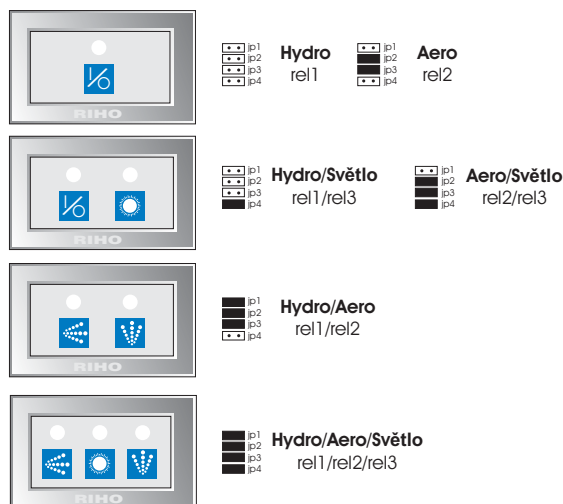 jp1
jp2
jp3
jp4
Hydro
rel1
jp1
jp2
jp3
jp4
Aero
rel2
RIHO
jp1
jp2
jp3
jp4
Hydro/Světlo
rel1/rel3
jp1
jp2
jp3
jp4
Aero/Světlo
rel2/rel3
RIHO
jp1
jp2
jp3
jp4
Hydro/Aero
rel1/rel2
RIHO
jp1
jp2
jp3
jp4
Hydro/Aero/Světlo
rel1/rel2/rel3
RIHO